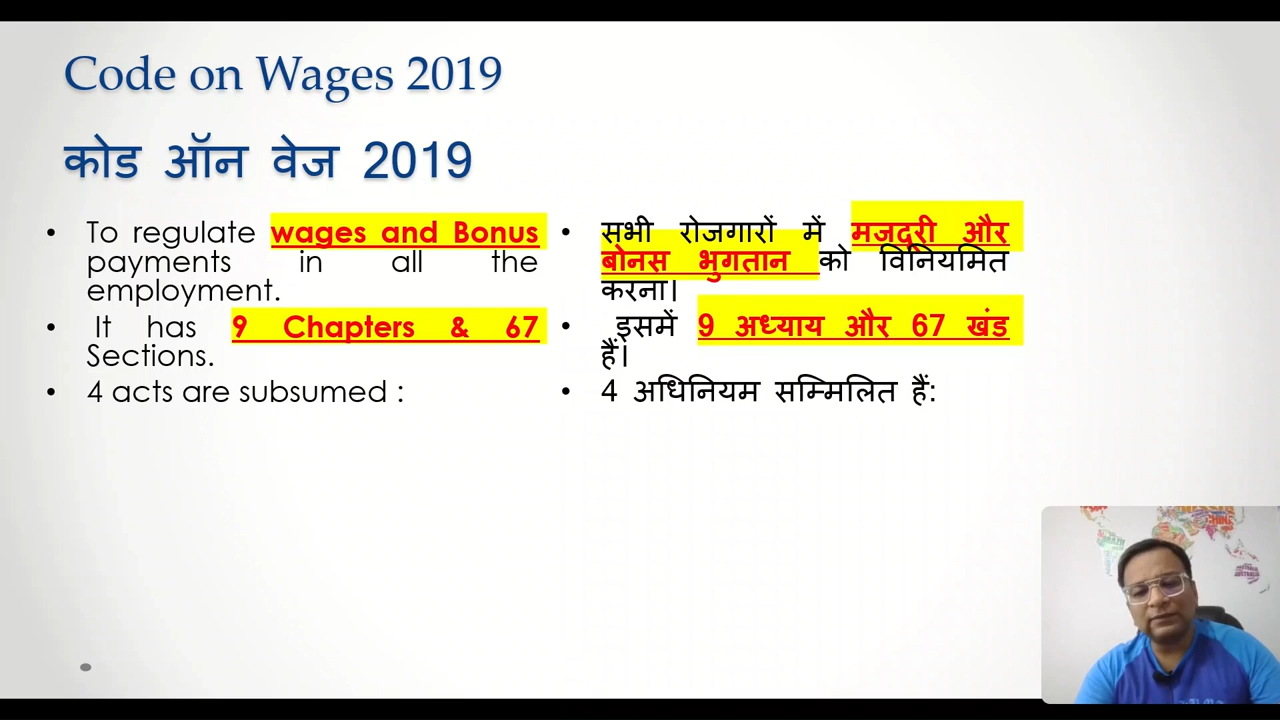 Code on Wages 2019
कोड ऑन वेज 2019
• To regulate wages and Bonus
payments in all the
employment.
• It has 9 Chapters & 67
Sections.
• 4 acts are subsumed :
• सभी रोजगारों में मजदूरी और
बोनस भुगतान को विनियमित
करना।
• इसमें 9 अध्याय और 67 खंड
हैं।
• 4 अधिनियम सम्मिलित हैं: